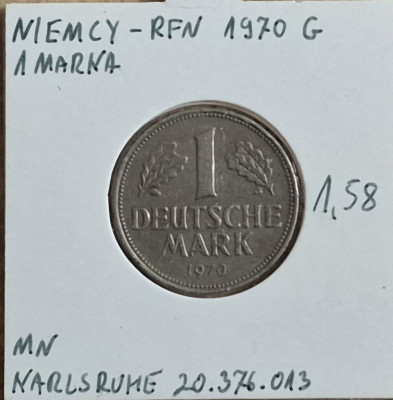 NIEMCY - RFN 1970 G
1 MARKA
1
DEUTSCHE
MARK
1970
1,58
MN
KARLSRUHE 20.376.013